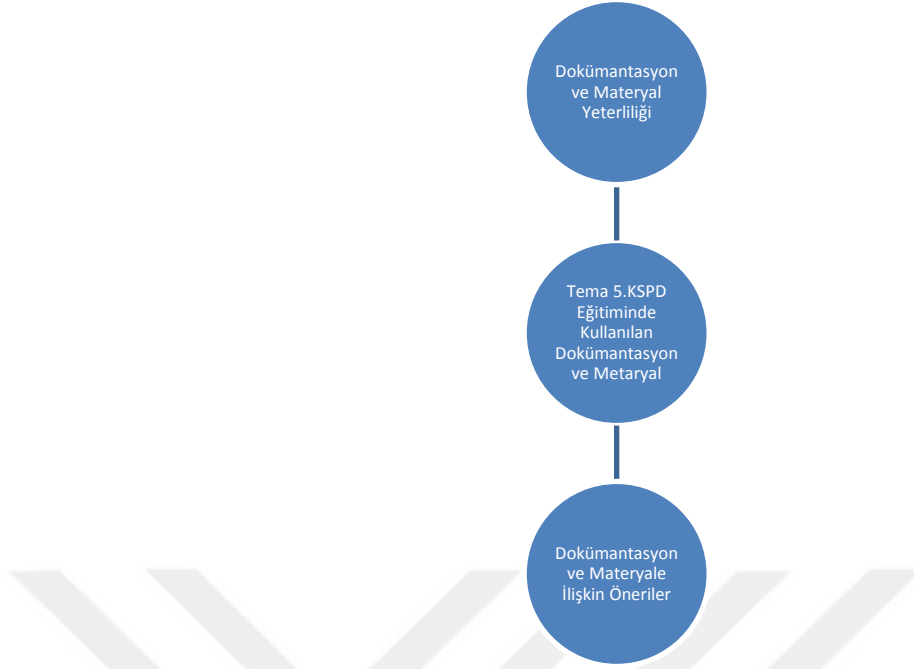 Dokümantasyon
ve Materyal
Yeterliliği
Tema 5.KSPD
Eğitiminde
Kullanılan
Dokümantasyon
ve Metaryal
Dokümantasyon
ve Materyale
İlişkin Öneriler